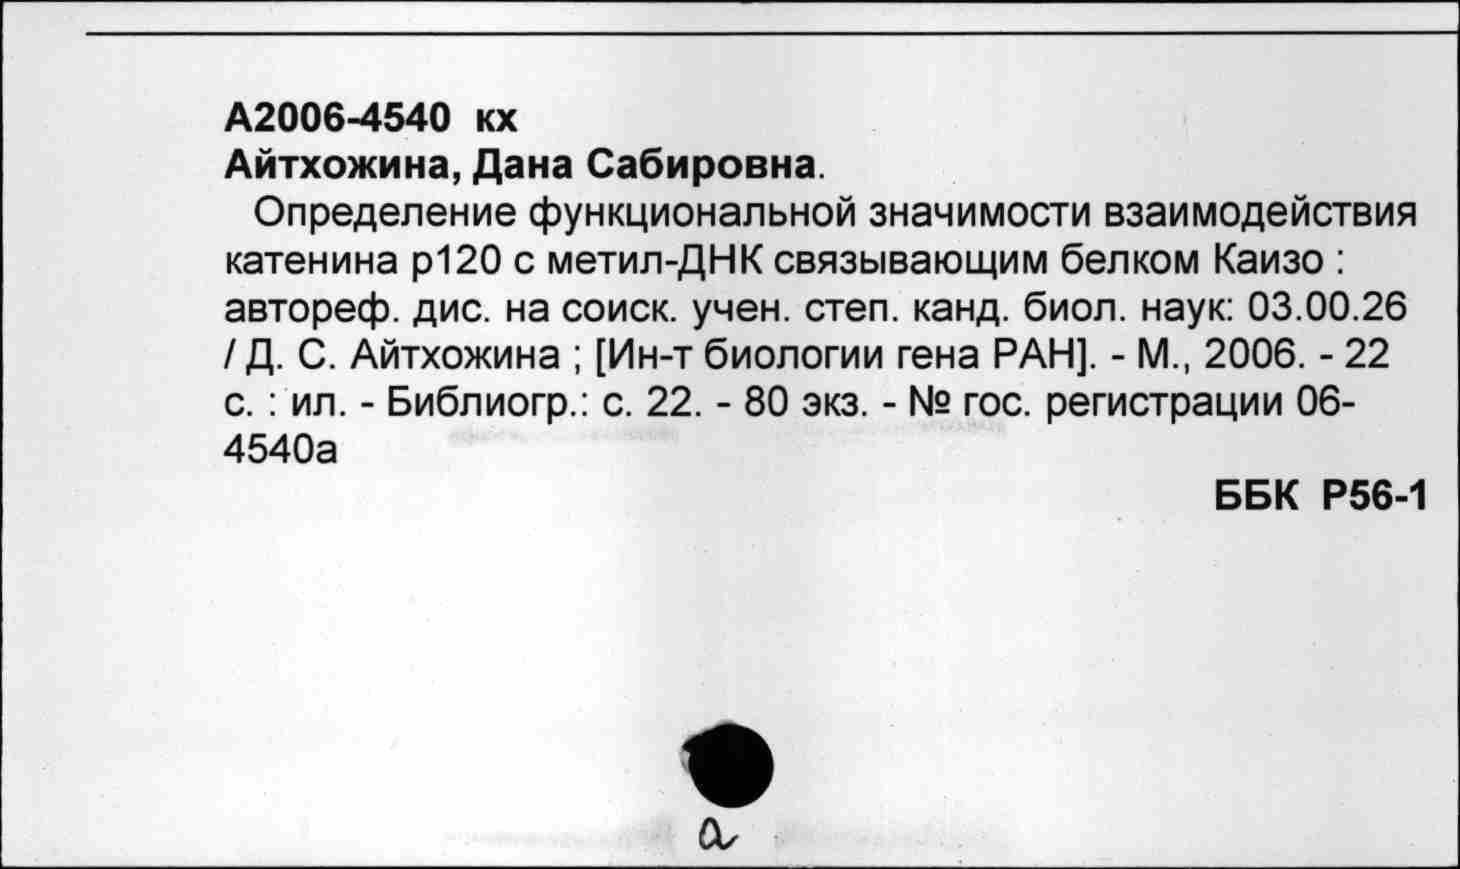 А2006-4540 кх
Айтхожина, Дана Сабировна.
Определение функциональной значимости взаимодействия
катенина р120 с метил-ДНК связывающим белком Каизо :
автореф. дис. на соиск. учен. степ. канд. биол. наук: 03.00.26
/ Д. С. Айтхожина ; [Ин-т биологии гена РАН]. - М., 2006. - 22
с. : ил. - Библиогр.: с. 22. - 80 экз. - № гос. регистрации 06-
4540а
ББК Р56-1
а